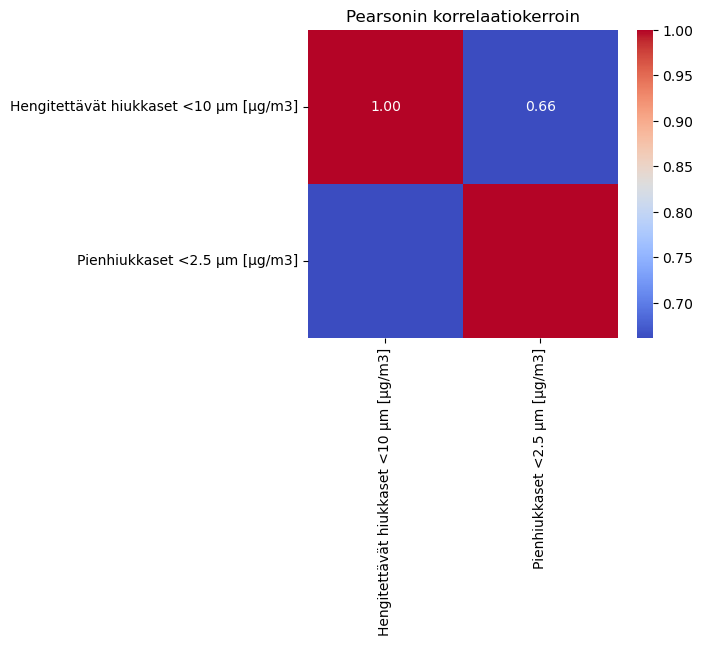 Pearsonin korrelaatiokerroin
Hengitettävät hiukkaset <10 µm [µg/m3]
1.00
0.66
Pienhiukkaset <2.5 µm [µg/m3]
Hengitettävät hiukkaset <10 µm [µg/m3]
Pienhiukkaset <2.5 µm [µg/m3]
1.00
0.95
0.90
0.85
0.80
0.75
0.70